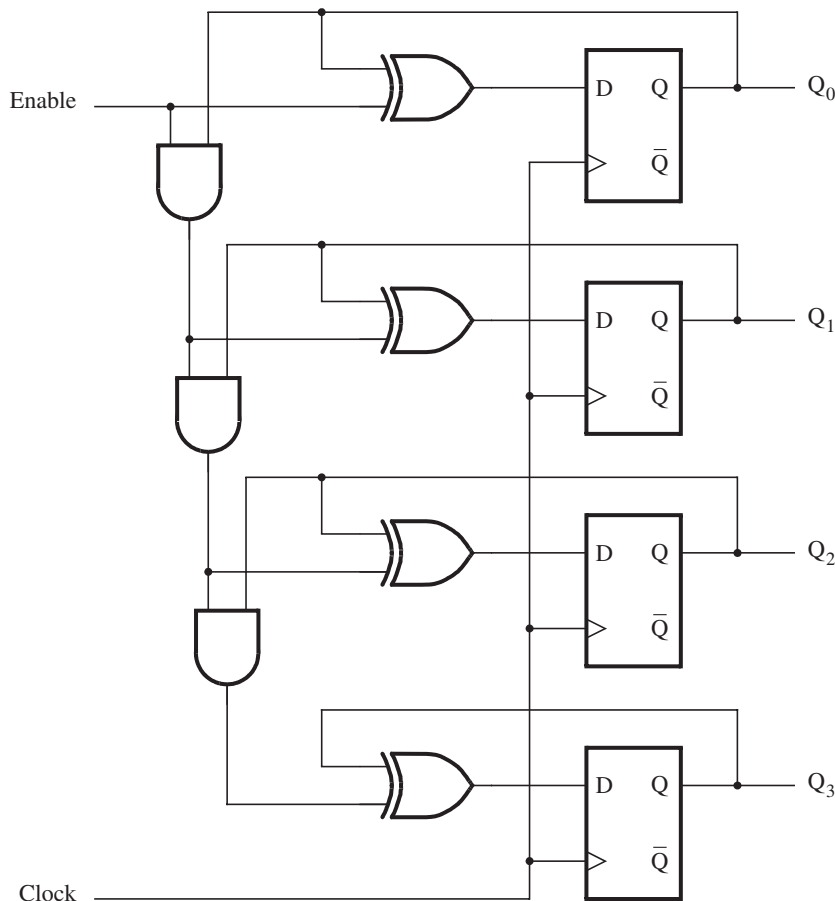 D Q Q₀
Enable
Q̅
D Q Q₁
Q̅
D Q Q₂
Q̅
D Q Q₃
Q̅
Clock